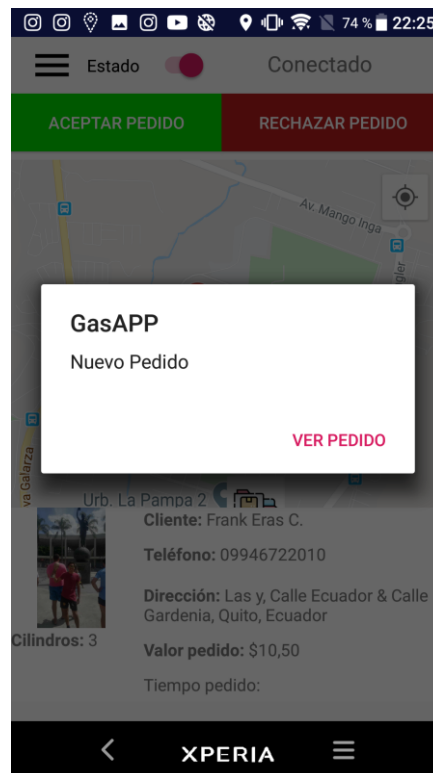 74 % 22:25
Estado Conectado
ACEPTAR PEDIDO RECHAZAR PEDIDO
Av. Mango Inga
GasAPP
Nuevo Pedido
VER PEDIDO
va Galarza
Urb. La Pampa 2
Cliente: Frank Eras C.
Teléfono: 09946722010
Dirección: Las y, Calle Ecuador & Calle
Gardenia, Quito, Ecuador
Cilindros: 3
Valor pedido: $10,50
Tiempo pedido:
XPERIA